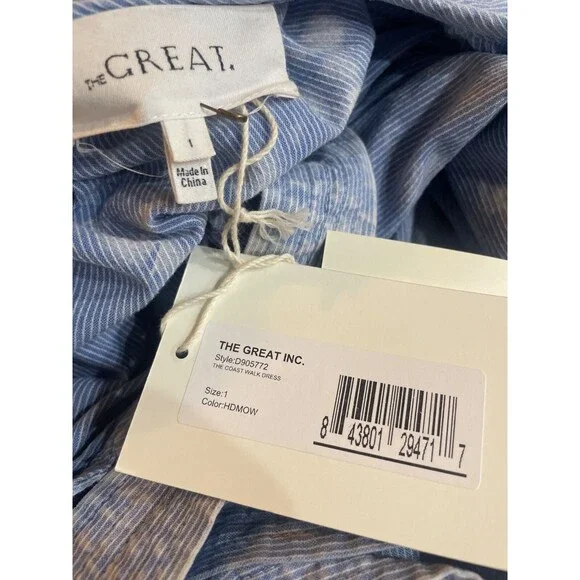 THE GREAT.
1
Made In
China
THE GREAT INC.
Style:D905772
THE COAST WALK DRESS
Size:1
Color:HDMOW
8 43801 29471 7